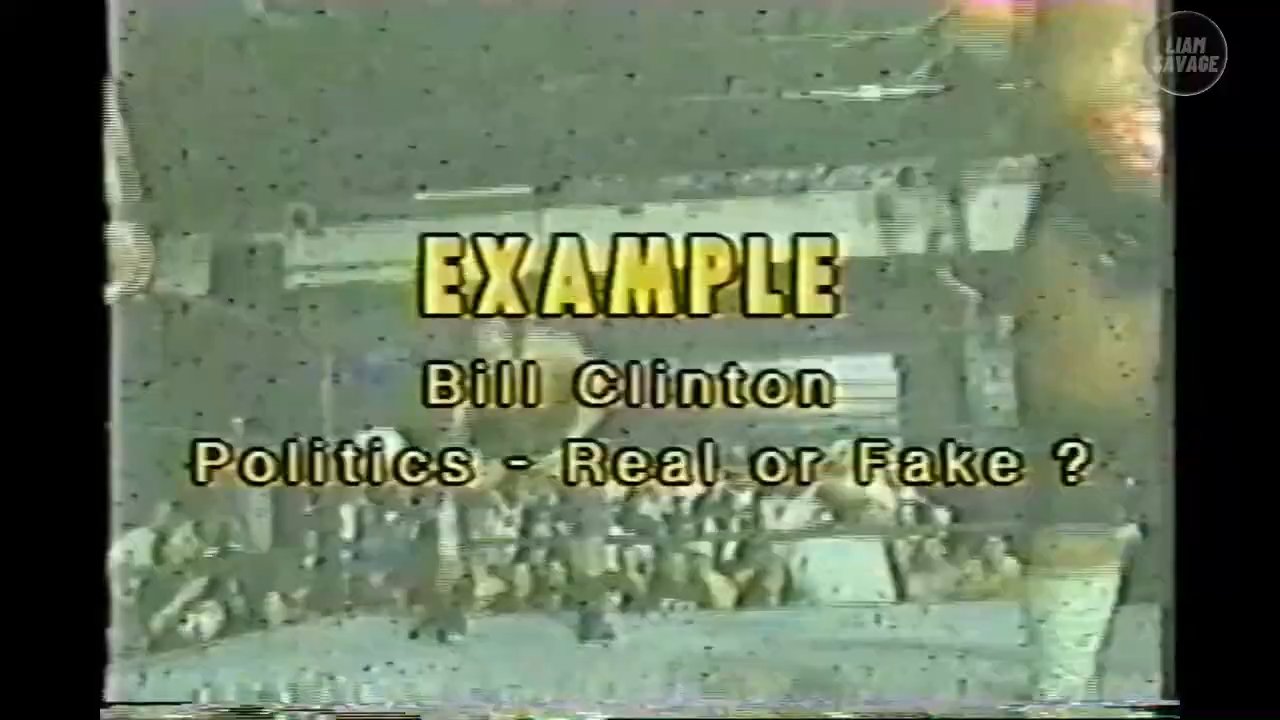 LIAM
SAVAGE
EXAMPLE
Bill Clinton
Politics - Real or Fake ?